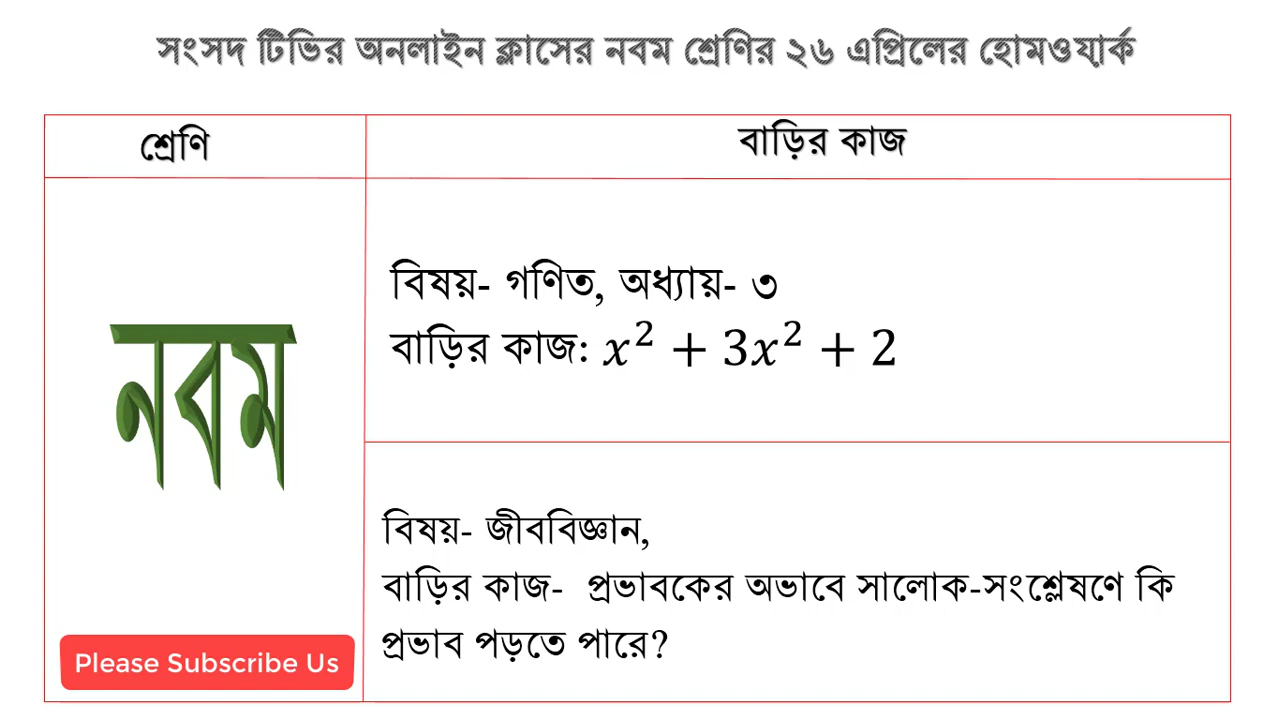 সংসদ টিভির অনলাইন ক্লাসের নবম শ্রেণির ২৬ এপ্রিলের হোমওয়ার্ক
শ্রেণি
বাড়ির কাজ
নবম
বিষয়- গণিত, অধ্যায়- ৩
বাড়ির কাজঃ x² + 3x² + 2
বিষয়- জীববিজ্ঞান,
বাড়ির কাজ- প্রভাবকের অভাবে সালোক-সংশ্লেষণে কি
প্রভাব পড়তে পারে?
Please Subscribe Us